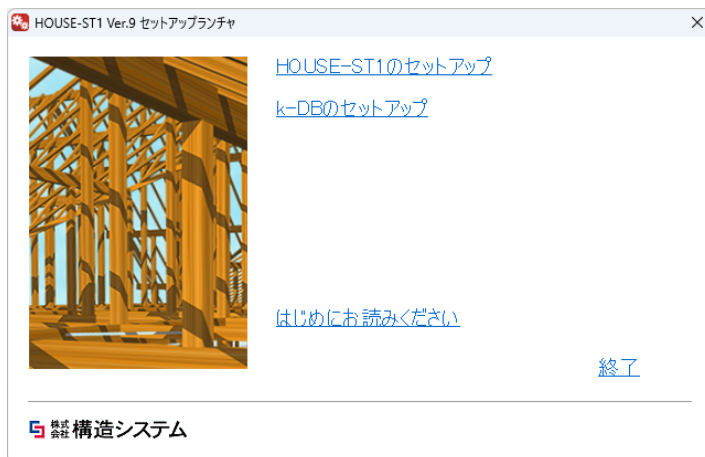 HOUSE-ST1 Ver.9 セットアップランチャ
HOUSE-ST1のセットアップ
k-DBのセットアップ
はじめにお読みください
終了
株式会社 構造システム